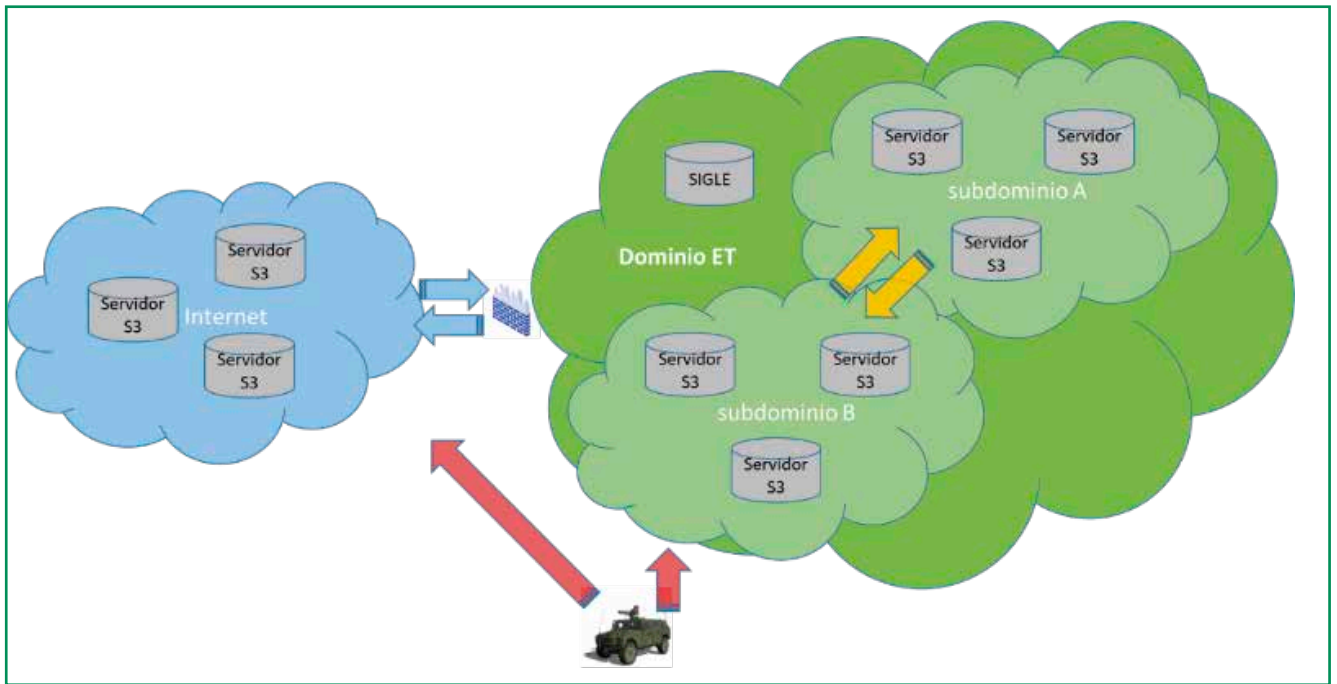 Servidor
S3
Servidor
S3
Internet
Servidor
S3
SIGLE
Dominio ET
Servidor
S3
Servidor
S3
subdominio A
Servidor
S3
Servidor
S3
Servidor
S3
subdominio B
Servidor
S3